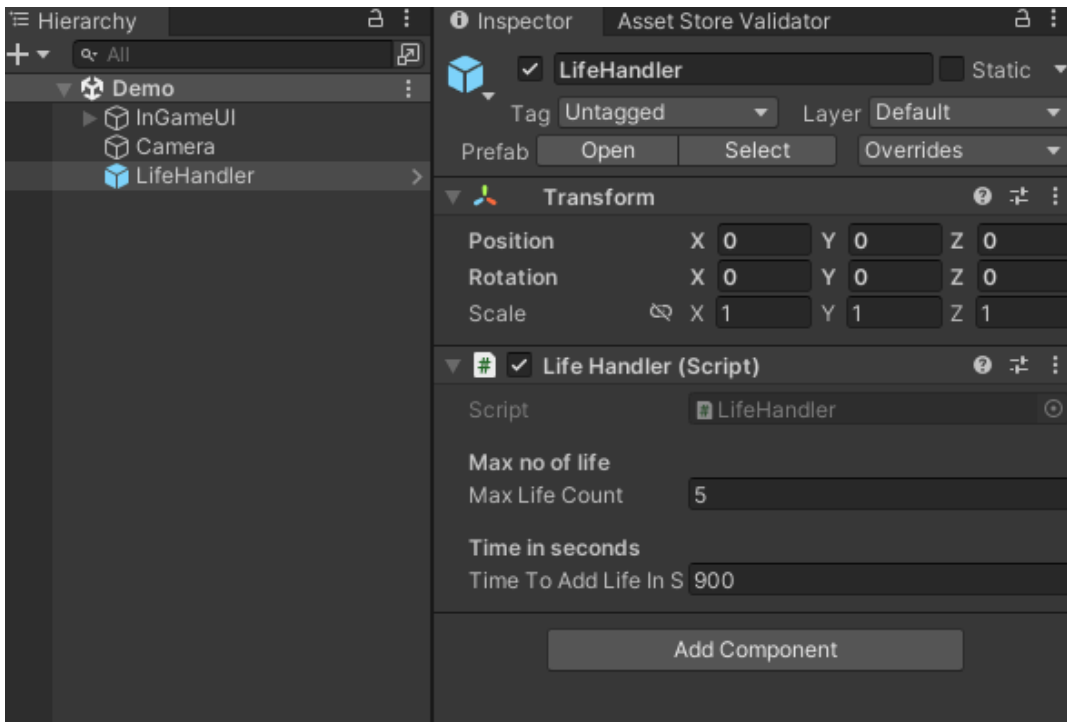 Hierarchy
All
Demo
InGameUI
Camera
LifeHandler
Inspector Asset Store Validator
LifeHandler Static
Tag Untagged Layer Default
Prefab Open Select Overrides
Transform
Position X 0 Y 0 Z 0
Rotation X 0 Y 0 Z 0
Scale X 1 Y 1 Z 1
# Life Handler (Script)
Script # LifeHandler
Max no of life
Max Life Count 5
Time in seconds
Time To Add Life In S 900
Add Component